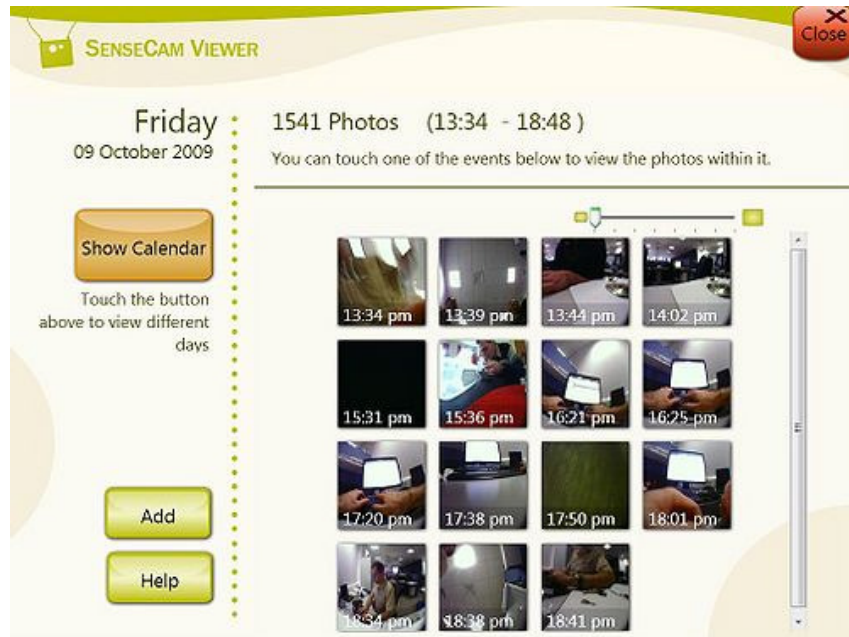 SENSECAM VIEWER
Close
Friday
09 October 2009
1541 Photos (13:34 - 18:48 )
You can touch one of the events below to view the photos within it.
Show Calendar
Touch the button
above to view different
days
Add
Help
13:34 pm
13:39 pm
13:44 pm
14:02 pm
15:31 pm
15:36 pm
16:21 pm
16:25 pm
17:20 pm
17:38 pm
17:50 pm
18:01 pm
18:34 pm
18:38 pm
18:41 pm